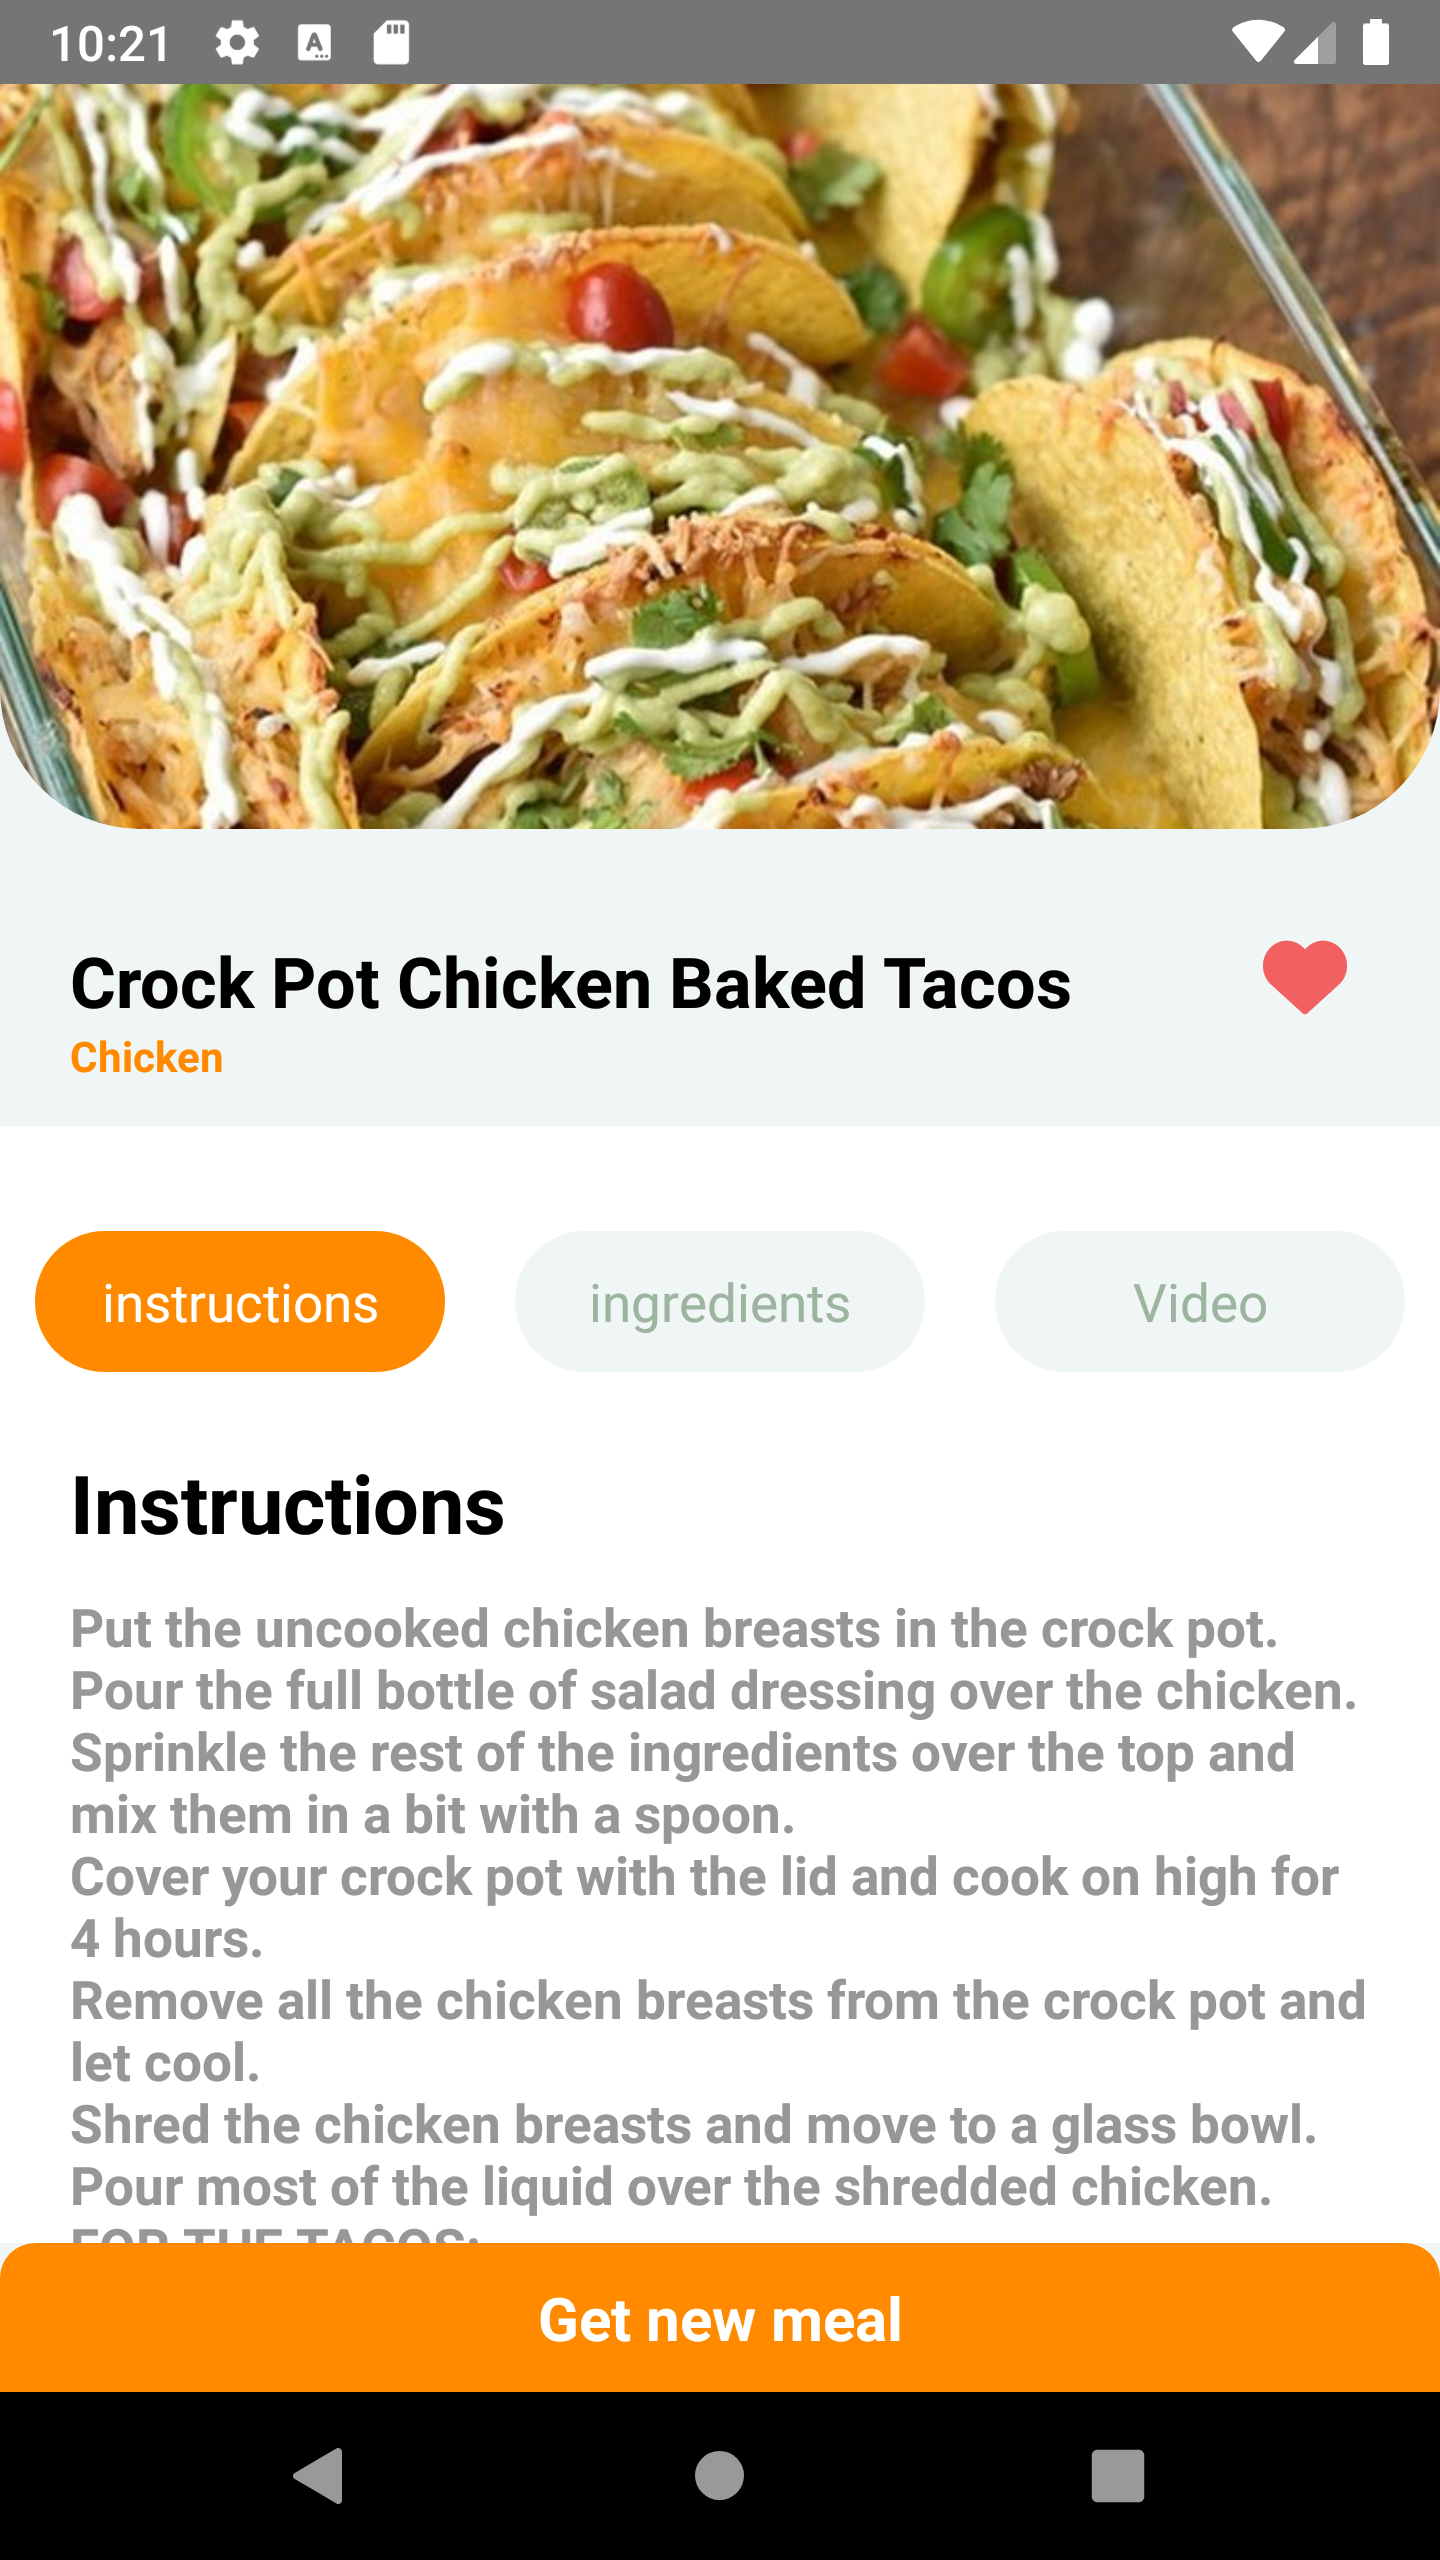 10:21
Crock Pot Chicken Baked Tacos
Chicken
instructions
ingredients
Video
Instructions
Put the uncooked chicken breasts in the crock pot.
Pour the full bottle of salad dressing over the chicken.
Sprinkle the rest of the ingredients over the top and
mix them in a bit with a spoon.
Cover your crock pot with the lid and cook on high for
4 hours.
Remove all the chicken breasts from the crock pot and
let cool.
Shred the chicken breasts and move to a glass bowl.
Pour most of the liquid over the shredded chicken.
FOR THE TACOS:
Get new meal